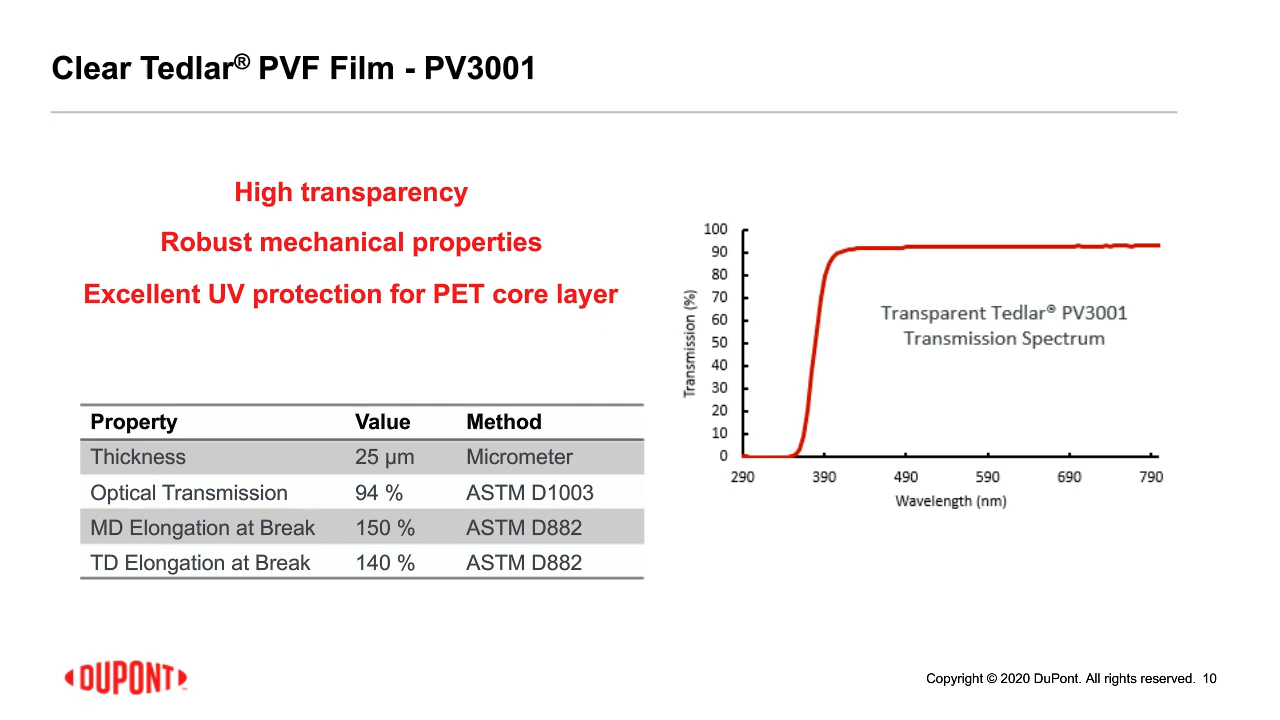 Clear Tedlar® PVF Film - PV3001
High transparency
Robust mechanical properties
Excellent UV protection for PET core layer
Property Value Method
Thickness 25 µm Micrometer
Optical Transmission 94 % ASTM D1003
MD Elongation at Break 150 % ASTM D882
TD Elongation at Break 140 % ASTM D882
Transmission (%)
100
90
80
70
60
50
40
30
20
10
0
Transparent Tedlar® PV3001
Transmission Spectrum
290 390 490 590 690 790
Wavelength (nm)
DUPONT
Copyright © 2020 DuPont. All rights reserved. 10